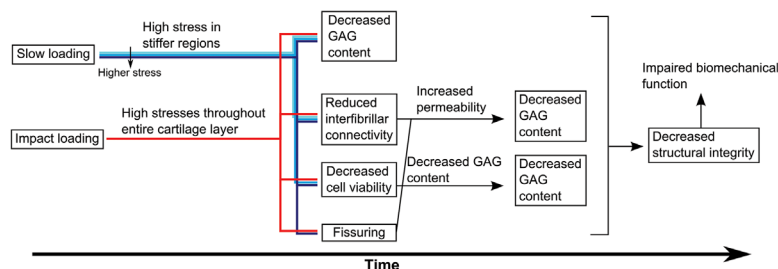 Slow loading
High stress in
stiffer regions
Higher stress
Impact loading
High stresses throughout
entire cartilage layer
Decreased
GAG
content
Reduced
interfibrillar
connectivity
Decreased
cell viability
Fissuring
Increased
permeability
Decreased GAG
content
Decreased
GAG
content
Decreased
GAG
content
Impaired biomechanical
function
Decreased
structural integrity
Time